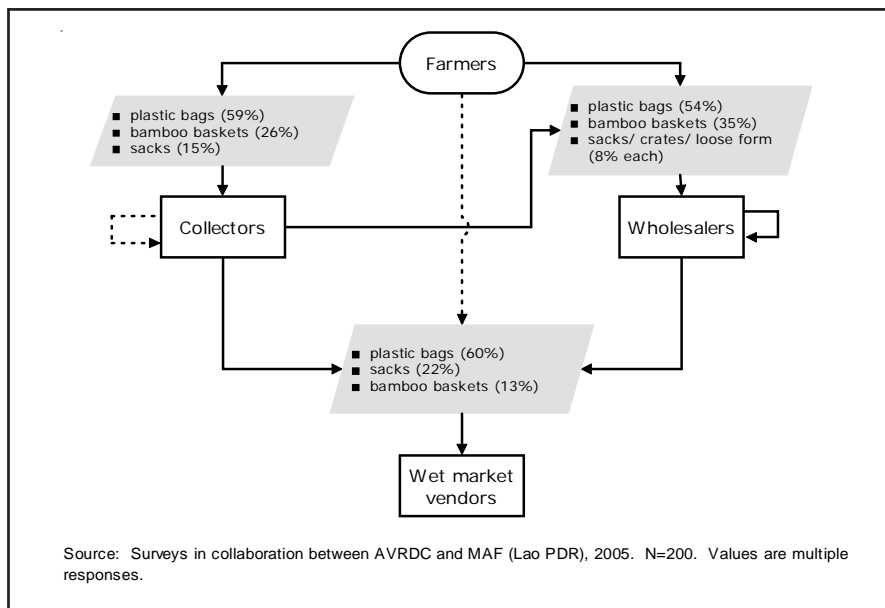 Farmers
■ plastic bags (59%)
■ bamboo baskets (26%)
■ sacks (15%)
■ plastic bags (54%)
■ bamboo baskets (35%)
■ sacks/ crates/ loose form
(8% each)
Collectors
Wholesalers
■ plastic bags (60%)
■ sacks (22%)
■ bamboo baskets (13%)
Wet market
vendors
Source: Surveys in collaboration between AVRDC and MAF (Lao PDR), 2005. N=200. Values are multiple
responses.